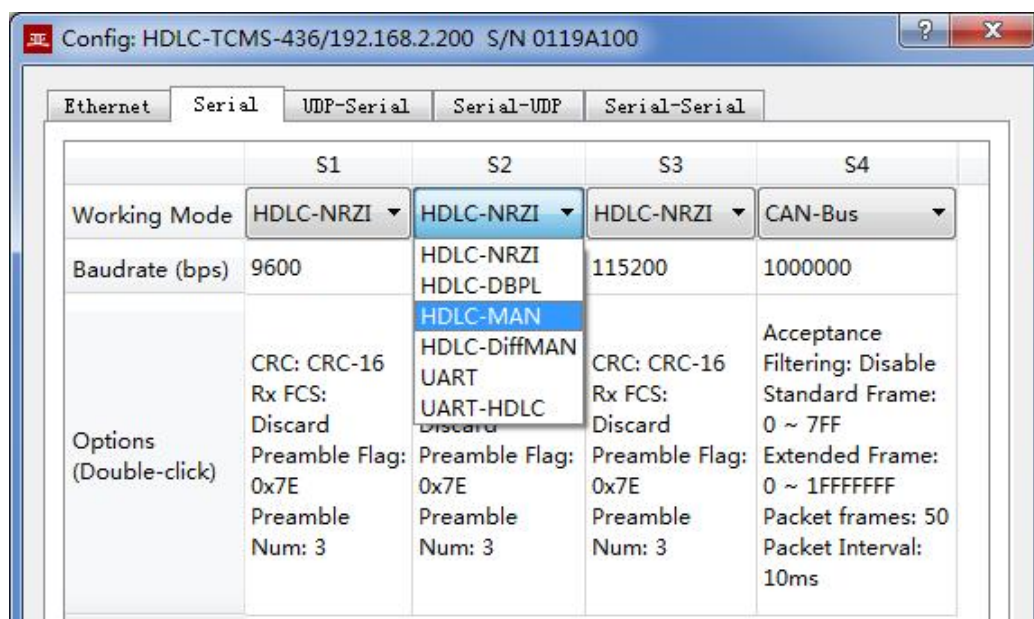 亚 Config: HDLC-TCMS-436/192.168.2.200 S/N 0119A100 ? X
Ethernet Serial UDP-Serial Serial-UDP Serial-Serial
S1 S2 S3 S4
Working Mode HDLC-NRZI HDLC-NRZI HDLC-NRZI CAN-Bus
Baudrate (bps) 9600 115200 1000000
HDLC-NRZI
HDLC-DBPL
HDLC-MAN
HDLC-DiffMAN
UART
UART-HDLC
Options
(Double-click)
CRC: CRC-16
Rx FCS:
Discard
Preamble Flag:
0x7E
Preamble
Num: 3
Discard
Preamble Flag:
0x7E
Preamble
Num: 3
CRC: CRC-16
Rx FCS:
Discard
Preamble Flag:
0x7E
Preamble
Num: 3
Acceptance
Filtering: Disable
Standard Frame:
0 ~ 7FF
Extended Frame:
0 ~ 1FFFFFFF
Packet frames: 50
Packet Interval:
10ms